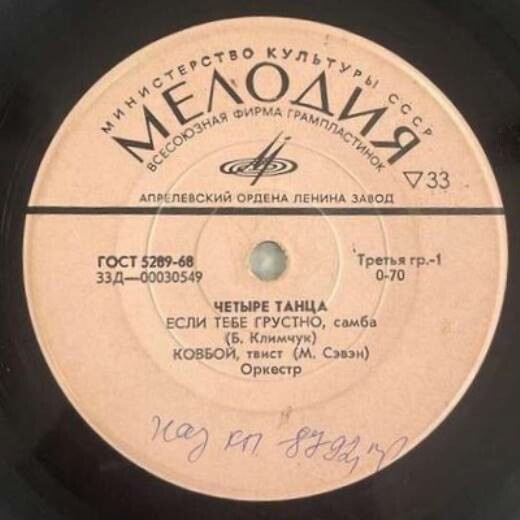 МИНИСТЕРСТВО КУЛЬТУРЫ СССР
МЕЛОДИЯ
ВСЕСОЮЗНАЯ ФИРМА ГРАМПЛАСТИНОК
▽33
АПРЕЛЕВСКИЙ ОРДЕНА ЛЕНИНА ЗАВОД
ГОСТ 5289-68 Третья гр.-1
33Д—00030549 0-70
ЧЕТЫРЕ ТАНЦА
ЕСЛИ ТЕБЕ ГРУСТНО, самба
(Б. Климчук)
КОВБОЙ, твист (М. Сэвэн)
Оркестр